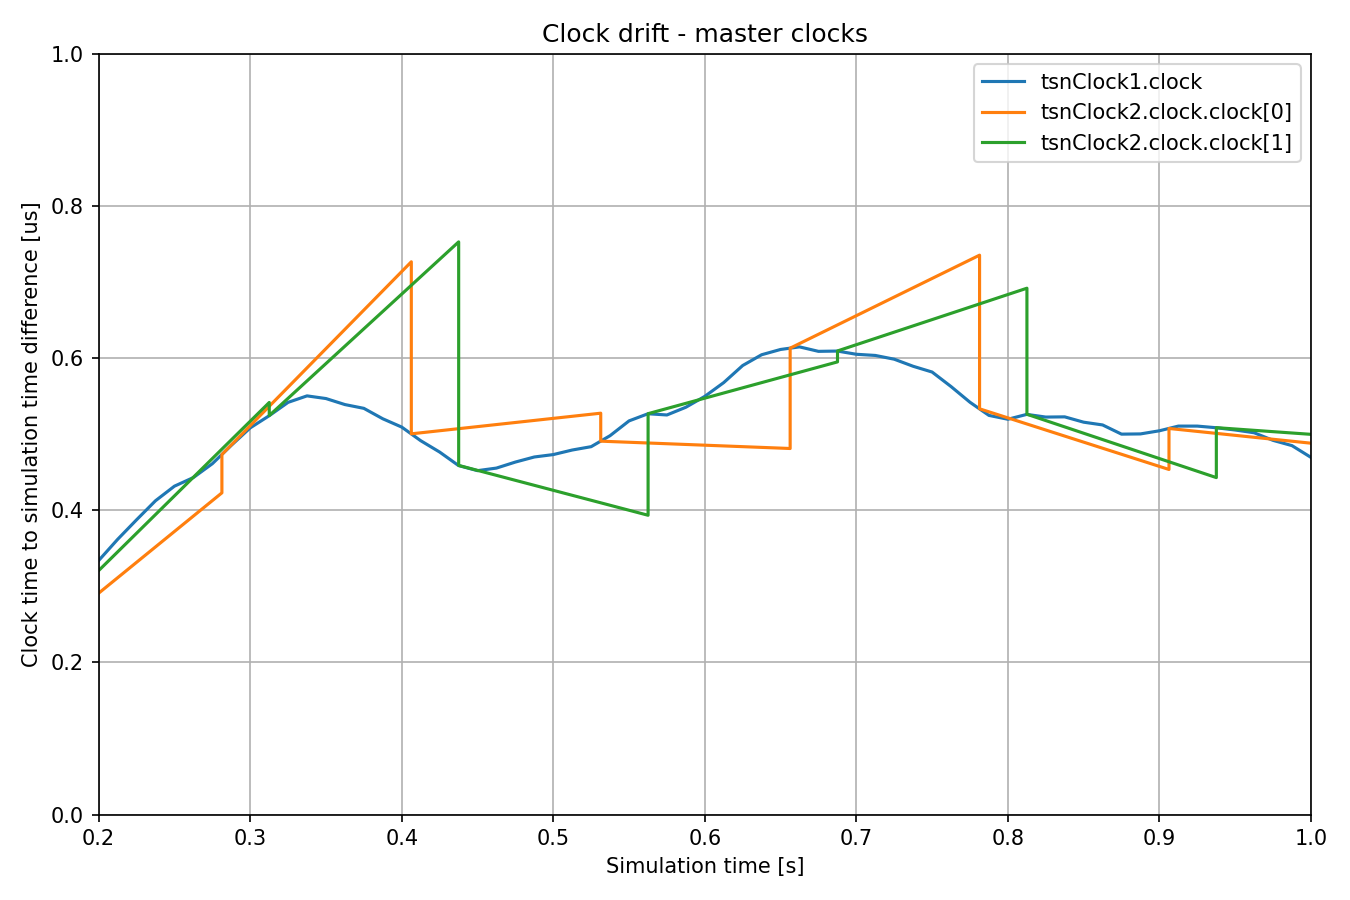 Clock drift - master clocks
tsnClock1.clock
tsnClock2.clock.clock[0]
tsnClock2.clock.clock[1]
Clock time to simulation time difference [us]
1.0
0.8
0.6
0.4
0.2
0.0
0.2 0.3 0.4 0.5 0.6 0.7 0.8 0.9 1.0
Simulation time [s]